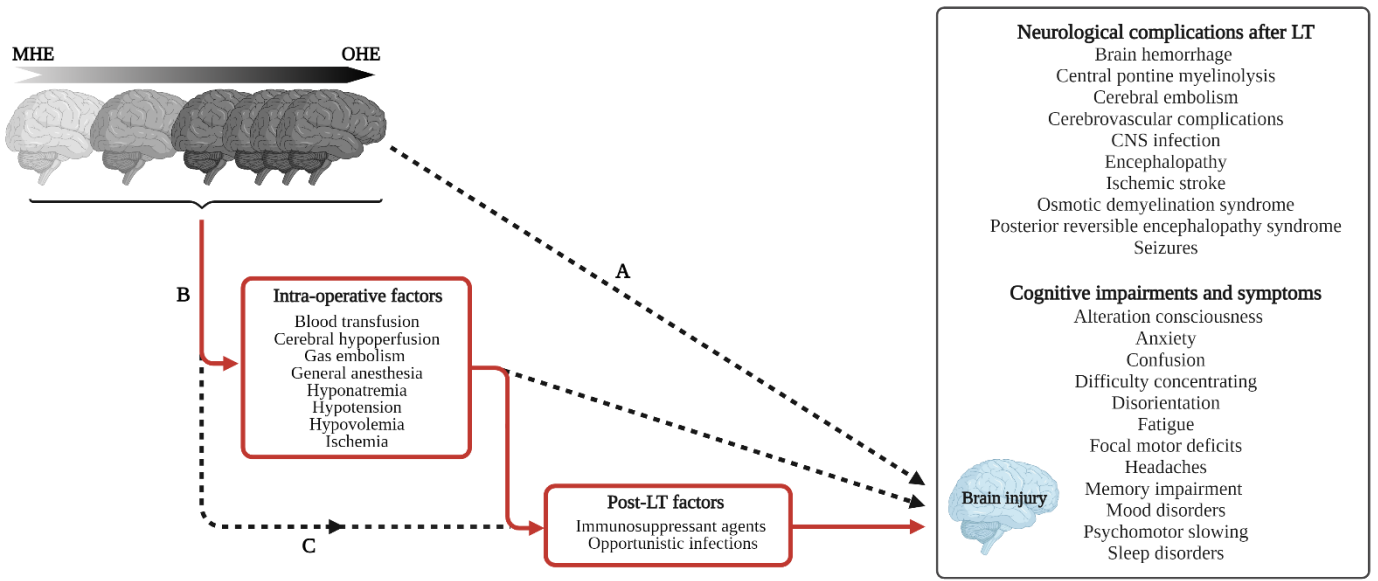 MHE
OHE
A
B
Intra-operative factors
Blood transfusion
Cerebral hypoperfusion
Gas embolism
General anesthesia
Hyponatremia
Hypotension
Hypovolemia
Ischemia
C
Post-LT factors
Immunosuppressant agents
Opportunistic infections
Neurological complications after LT
Brain hemorrhage
Central pontine myelinolysis
Cerebral embolism
Cerebrovascular complications
CNS infection
Encephalopathy
Ischemic stroke
Osmotic demyelination syndrome
Posterior reversible encephalopathy syndrome
Seizures
Cognitive impairments and symptoms
Alteration consciousness
Anxiety
Confusion
Difficulty concentrating
Disorientation
Fatigue
Focal motor deficits
Headaches
Memory impairment
Mood disorders
Psychomotor slowing
Sleep disorders
Brain injury